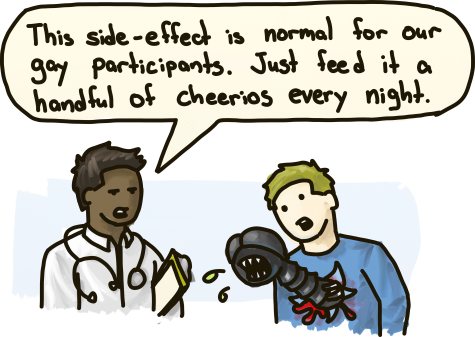 This side-effect is normal for our
gay participants. Just feed it a
handful of cheerios every night.